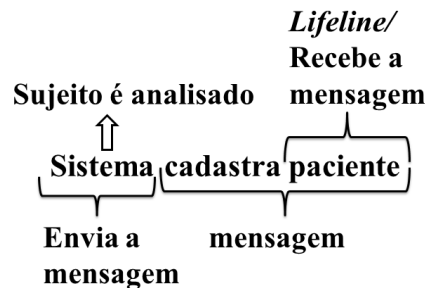 Lifeline/
Recebe a
mensagem
Sujeito é analisado
Sistema cadastra paciente
Envia a
mensagem
mensagem